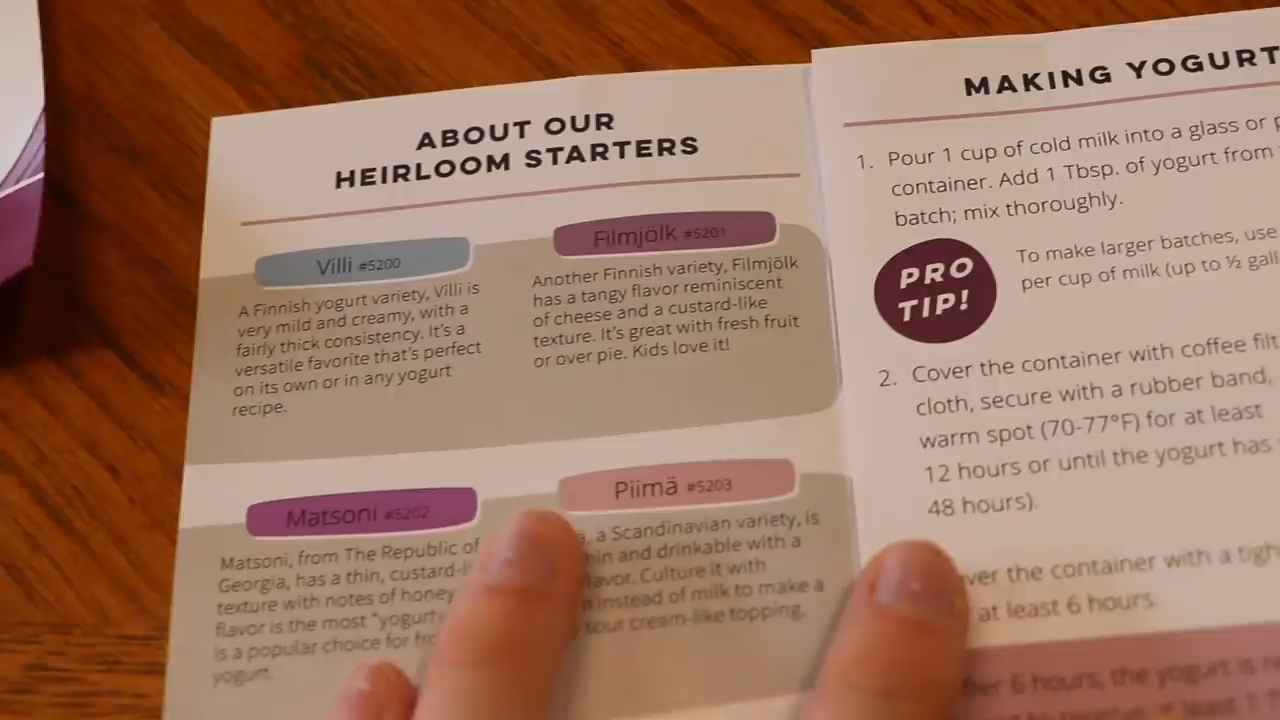 ABOUT OUR
HEIRLOOM STARTERS
Villi #5200
A Finnish yogurt variety, Villi is
very mild and creamy, with a
fairly thick consistency. It's a
versatile favorite that's perfect
on its own or in any yogurt
recipe.
Filmjölk #5201
Another Finnish variety, Filmjölk
has a tangy flavor reminiscent
of cheese and a custard-like
texture. It's great with fresh fruit
or over pie. Kids love it!
Matsoni #5202
Matsoni, from The Republic of
Georgia, has a thin, custard-
texture with notes of honey
flavor is the most "yogurty
is a popular choice for
yogurt.
Piimä #5203
a Scandinavian variety, is
and drinkable with a
flavor. Culture it with
instead of milk to make a
sour cream-like topping.
MAKING YOGURT
1. Pour 1 cup of cold milk into a glass or
container. Add 1 Tbsp. of yogurt from
batch; mix thoroughly.
PRO
TIP!
To make larger batches, use
per cup of milk (up to ½
2. Cover the container with coffee
cloth, secure with a rubber band,
warm spot (70-77°F) for at least
12 hours or until the yogurt has
48 hours).
the container with a
at least 6 hours.
6 hours, the yogurt is